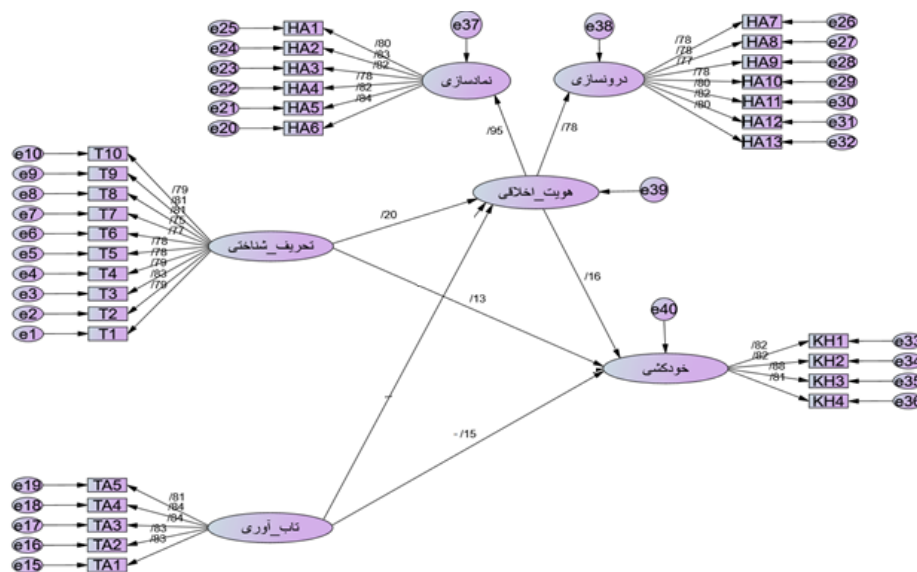 e25 HA1 /80
e24 HA2 /83
e23 HA3 /82
e22 HA4 /78
e21 HA5 /82
e20 HA6 /84
e37
نمادسازی
e38
درونسازی
/78 HA7 e26
/78 HA8 e27
/77 HA9 e28
/78 HA10 e29
/80 HA11 e30
/82 HA12 e31
/80 HA13 e32
/95
/78
هویت_اخلاقی
e39
e10 T10 /79
e9 T9 /81
e8 T8 /81
e7 T7 /75
e6 T6 /77
e5 T5 /78
e4 T4 /78
e3 T3 /79
e2 T2 /83
e1 T1 /79
تحریف_شناختی
/20
/13
/16
e40
خودکشی
/82 KH1 e33
/82 KH2 e34
/88 KH3 e35
/81 KH4 e36
-
- /15
e19 TA5 /81
e18 TA4 /84
e17 TA3 /84
e16 TA2 /83
e15 TA1 /83
تاب_آوری